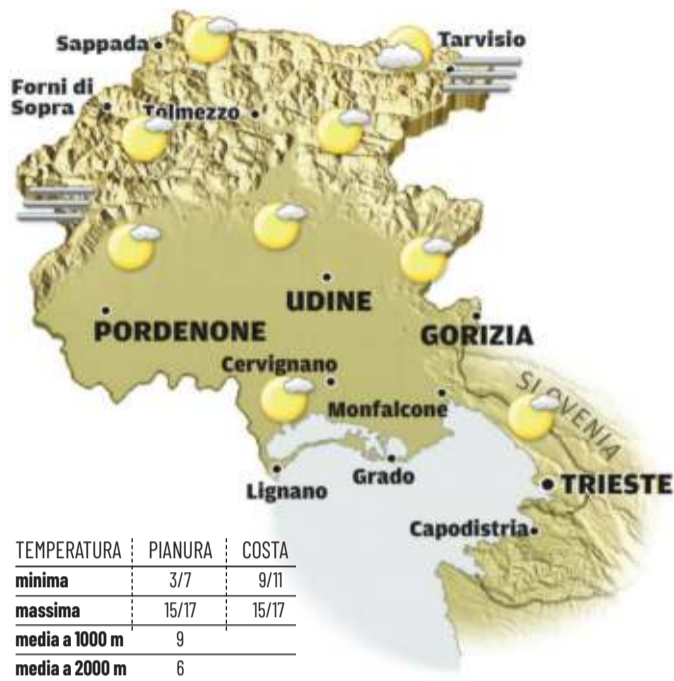 Sappada
Tarvisio
Forni di
Sopra
Tolmezzo
UDINE
PORDENONE
GORIZIA
Cervignano
SLOVENIA
Monfalcone
Grado
Lignano
TRIESTE
Capodistria
TEMPERATURA PIANURA COSTA
minima 3/7 9/11
massima 15/17 15/17
media a 1000 m 9
media a 2000 m 6